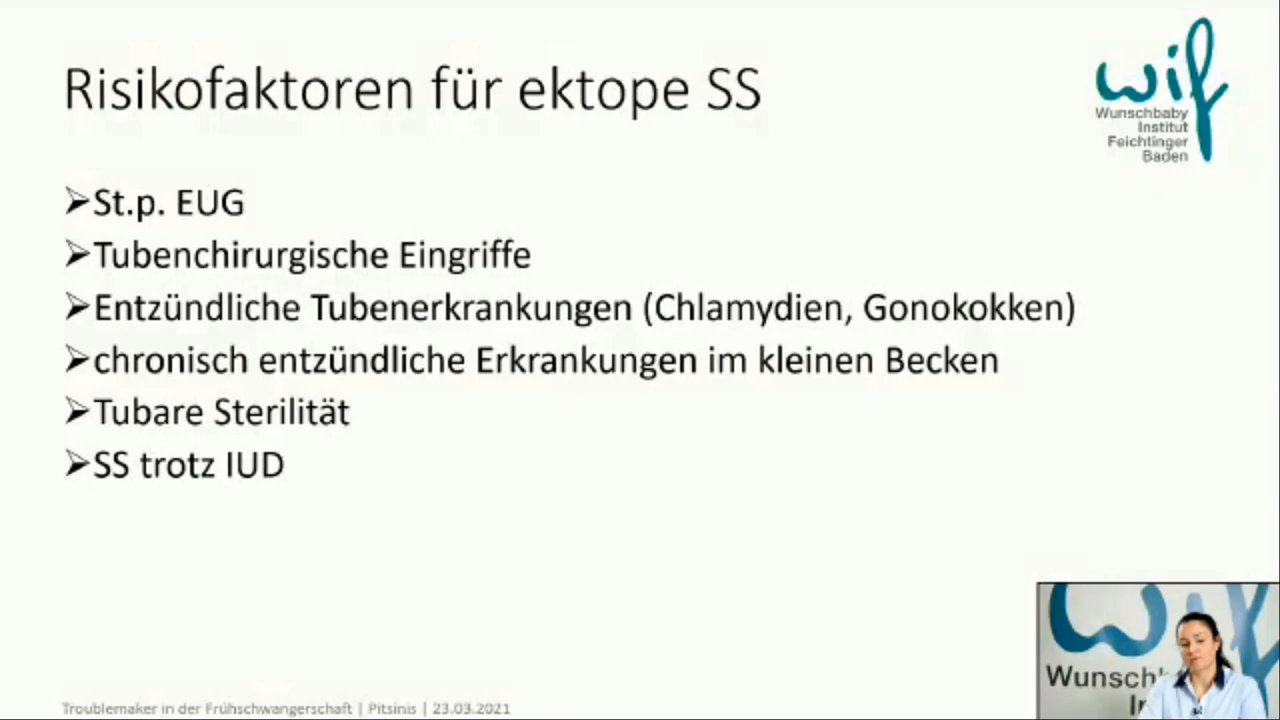 Risikofaktoren für ektope SS
wif
Wunschbaby
Institut
Feichtinger
Baden
➢St.p. EUG
➢Tubenchirurgische Eingriffe
➢Entzündliche Tubenerkrankungen (Chlamydien, Gonokokken)
➢chronisch entzündliche Erkrankungen im kleinen Becken
➢Tubare Sterilität
➢SS trotz IUD
Troublemaker in der Frühschwangerschaft | Pitsinis | 23.03.2021